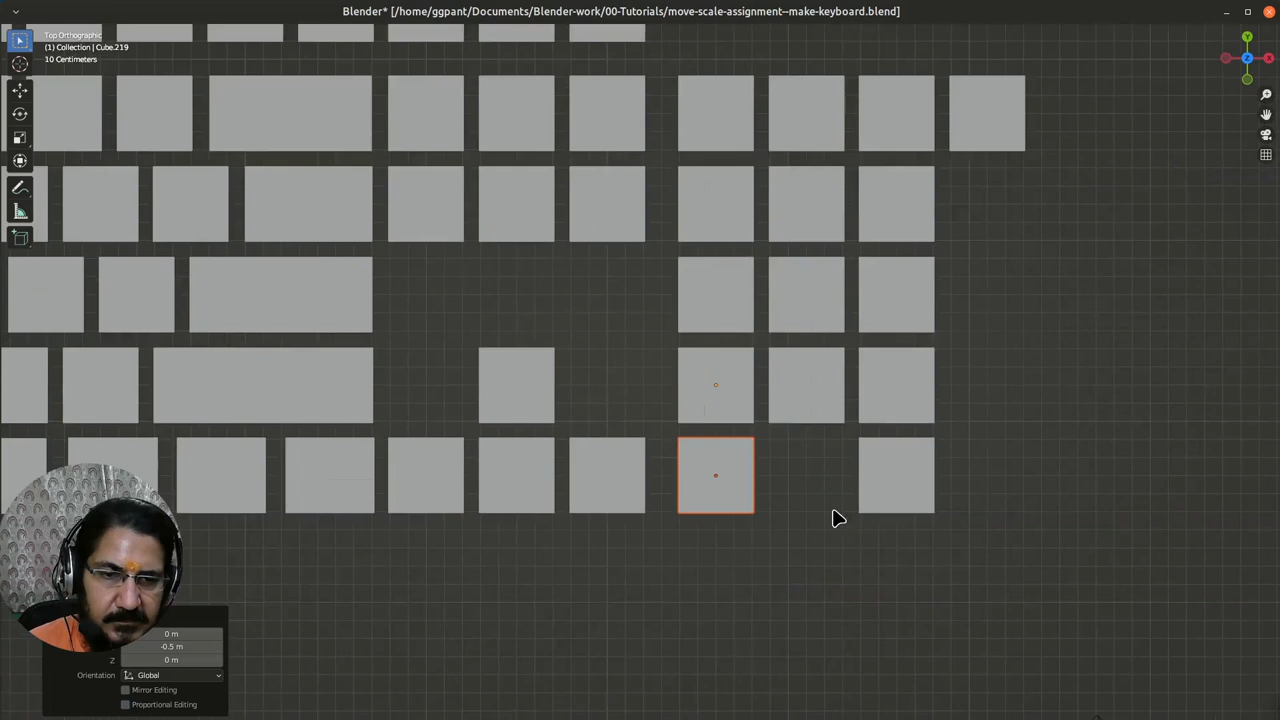 Blender* [/home/ggpant/Documents/Blender-work/00-Tutorials/move-scale-assignment--make-keyboard.blend]
Top Orthographic
(1) Collection | Cube.219
10 Centimeters
Y
Z
X
0 m
-0.5 m
Z
0 m
Orientation
Global
Mirror Editing
Proportional Editing